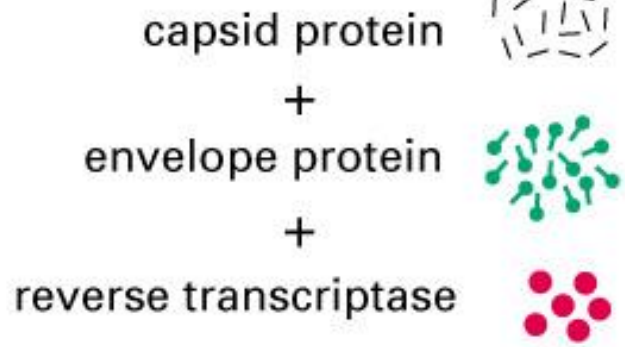 capsid protein
+
envelope protein
+
reverse transcriptase